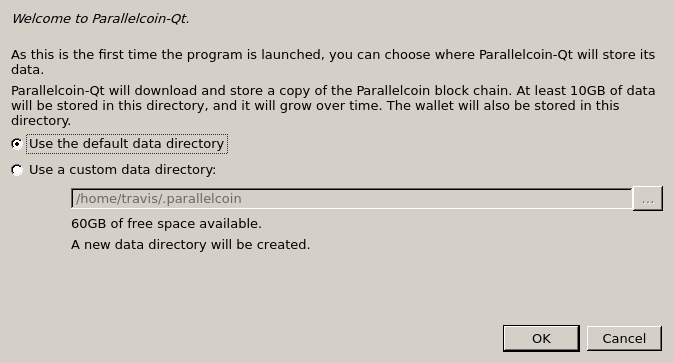 Welcome to Parallelcoin-Qt.
As this is the first time the program is launched, you can choose where Parallelcoin-Qt will store its
data.
Parallelcoin-Qt will download and store a copy of the Parallelcoin block chain. At least 10GB of data
will be stored in this directory, and it will grow over time. The wallet will also be stored in this
directory.
Use the default data directory
Use a custom data directory:
/home/travis/.parallelcoin
...
60GB of free space available.
A new data directory will be created.
OK
Cancel